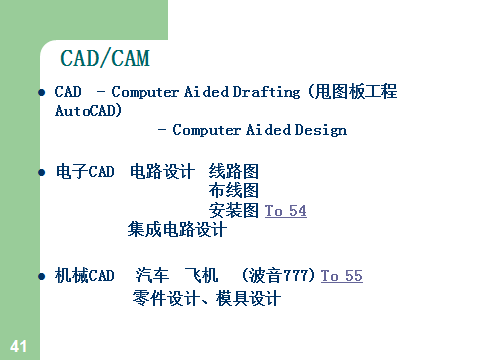 CAD/CAM
CAD - Computer Aided Drafting (甩图板工程
AutoCAD)
- Computer Aided Design
电子CAD 电路设计 线路图
布线图
安装图 To 54
集成电路设计
机械CAD 汽车 飞机 (波音777) To 55
零件设计、模具设计
41